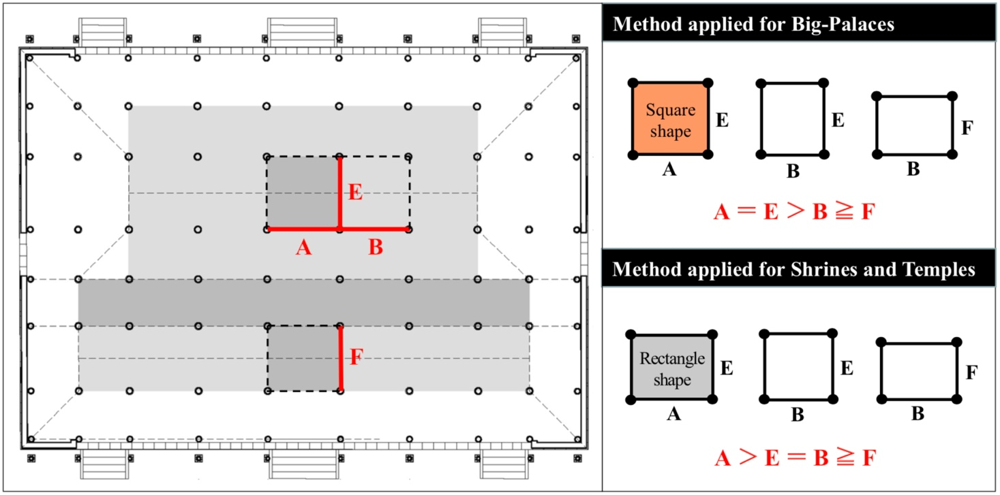 E
A B
F
Method applied for Big-Palaces
Square
shape
E
A
E
B
F
B
A = E > B ≧ F
Method applied for Shrines and Temples
Rectangle
shape
E
A
E
B
F
B
A > E = B ≧ F